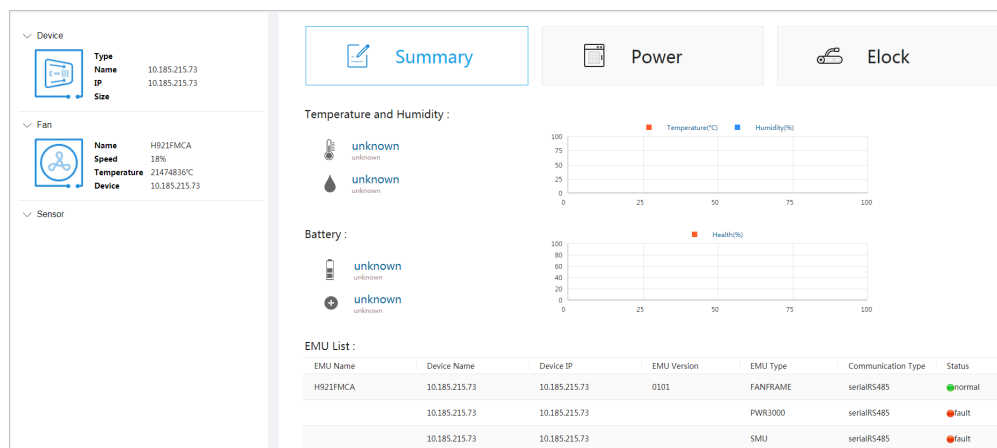 Device
Type
Name 10.185.215.73
IP 10.185.215.73
Size
Fan
Name H921FMCA
Speed 18%
Temperature 21474836°C
Device 10.185.215.73
Sensor
Summary Power Elock
Temperature and Humidity :
unknown
unknown
unknown
unknown
Temperature(°C) Humidity(%)
100
75
50
25
0
0 25 50 75 100
Battery :
unknown
unknown
unknown
unknown
Health(%)
100
80
60
40
20
0
0 25 50 75 100
EMU List :
EMU Name Device Name Device IP EMU Version EMU Type Communication Type Status
H921FMCA 10.185.215.73 10.185.215.73 0101 FANFRAME serialRS485 normal
10.185.215.73 10.185.215.73 PWR3000 serialRS485 fault
10.185.215.73 10.185.215.73 SMU serialRS485 fault